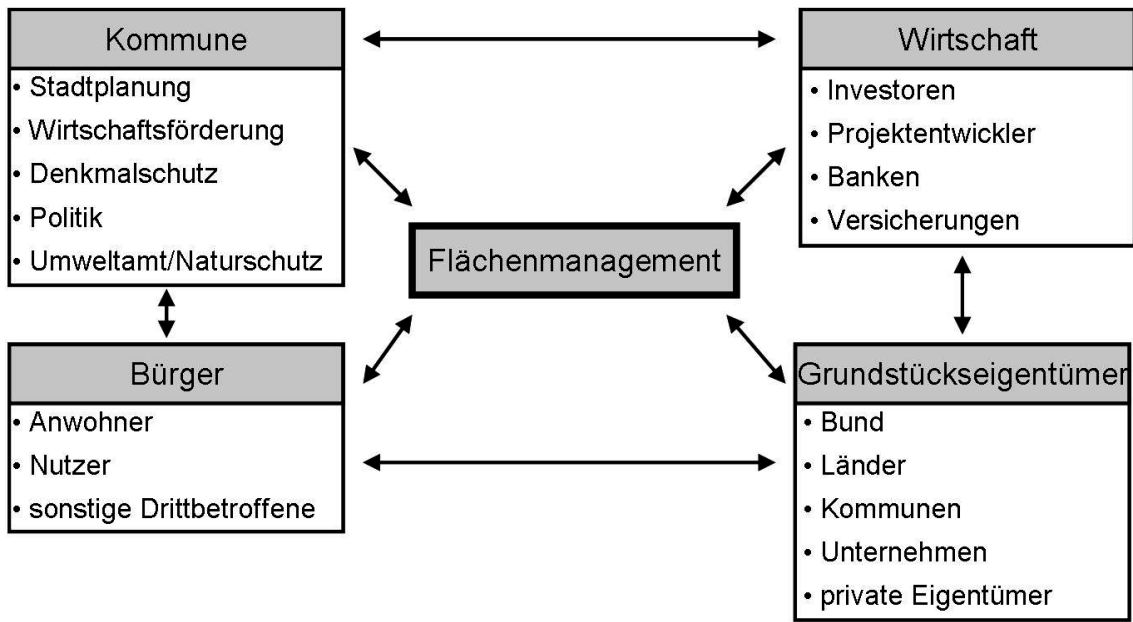 Kommune
• Stadtplanung
• Wirtschaftsförderung
• Denkmalschutz
• Politik
• Umweltamt/Naturschutz
Wirtschaft
• Investoren
• Projektentwickler
• Banken
• Versicherungen
Flächenmanagement
Bürger
• Anwohner
• Nutzer
• sonstige Drittbetroffene
Grundstückseigentümer
• Bund
• Länder
• Kommunen
• Unternehmen
• private Eigentümer